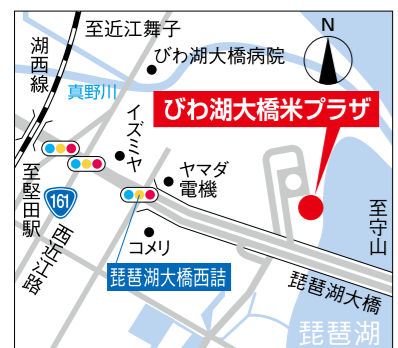 至近江舞子
N
湖西線
びわ湖大橋病院
真野川
びわ湖大橋米プラザ
イズミヤ
ヤマダ
電機
至堅田駅
161
西近江路
コメリ
至守山
琵琶湖大橋西詰
琵琶湖大橋
琵琶湖